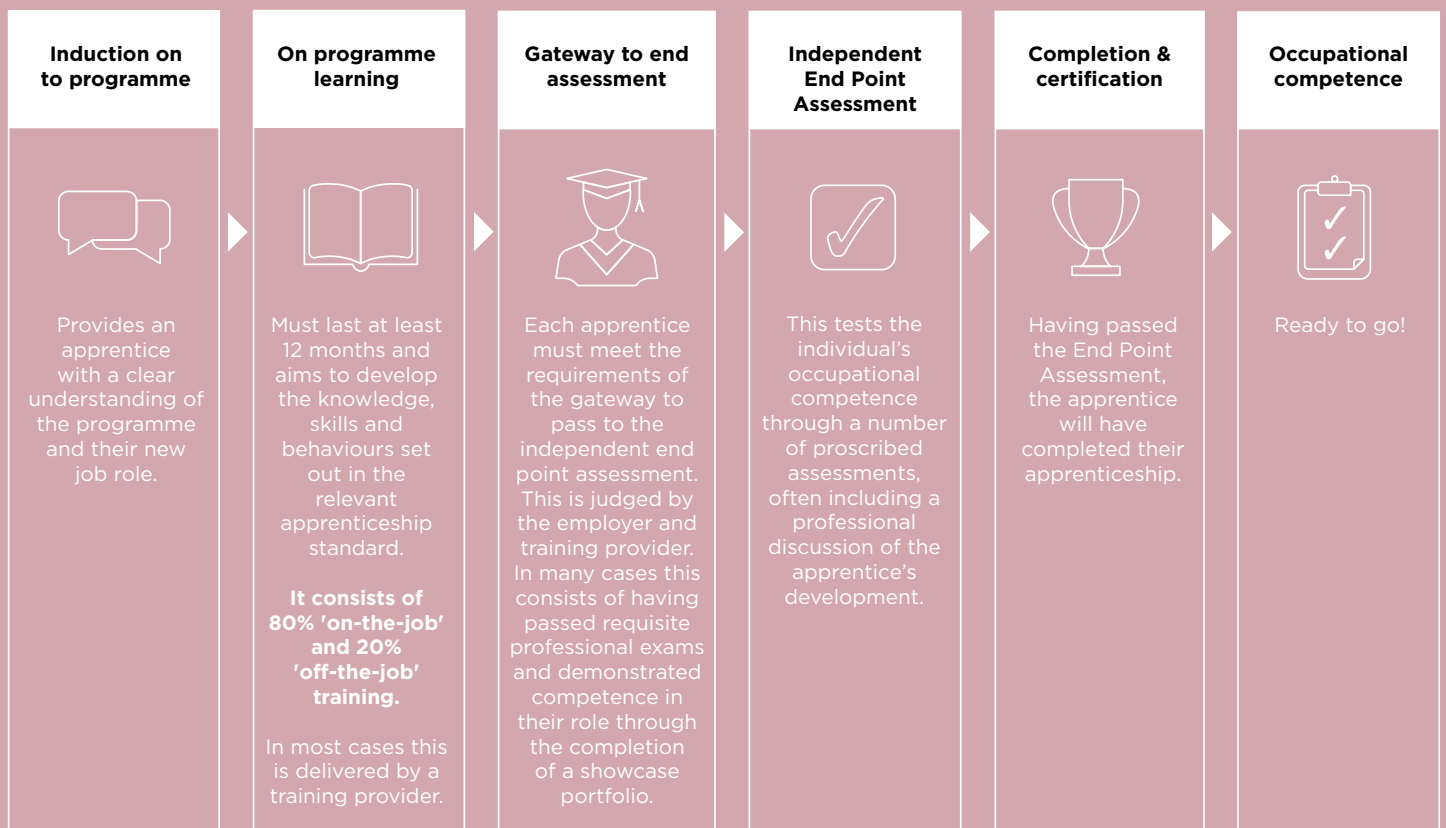 Induction on
to programme
Provides an
apprentice
with a clear
understanding of
the programme
and their new
job role.
On programme
learning
Must last at least
12 months and
aims to develop
the knowledge,
skills and
behaviours set
out in the
relevant
apprenticeship
standard.
It consists of
80% 'on-the-job'
and 20%
'off-the-job'
training.
In most cases this
is delivered by a
training provider.
Gateway to end
assessment
Each apprentice
must meet the
requirements of
the gateway to
pass to the
independent end
point assessment.
This is judged by
the employer and
training provider.
In many cases this
consists of having
passed requisite
professional exams
and demonstrated
competence in
their role through
the completion
of a showcase
portfolio.
Independent
End Point
Assessment
This tests the
individual’s
occupational
competence
through a number
of proscribed
assessments,
often including a
professional
discussion of the
apprentice’s
development.
Completion &
certification
Having passed
the End Point
Assessment,
the apprentice
will have
completed their
apprenticeship.
Occupational
competence
Ready to go!